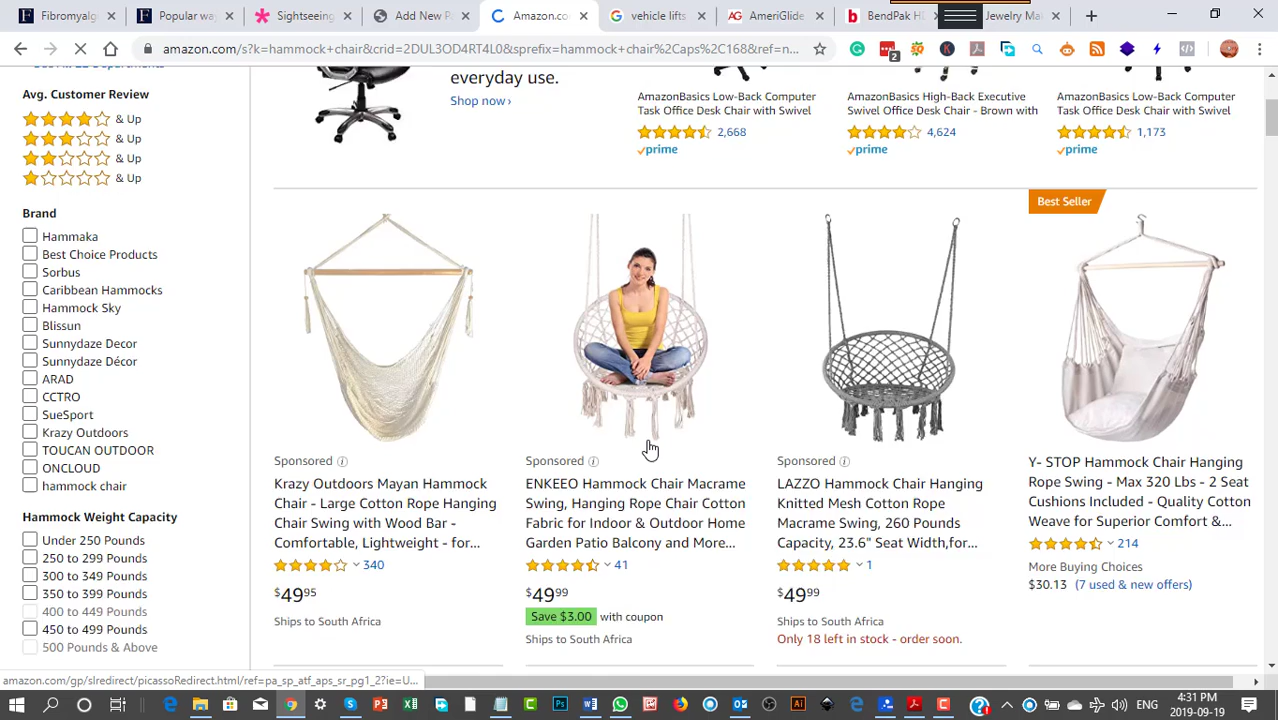 Fibromyalg
Popular wa
Sightseein
Add New P
Amazon.co
vehicle lifts
AmeriGlide
BendPak HD
Jewelry Ma
amazon.com/s?k=hammock+chair&crid=2DUL3OD4RT4L0&sprefix=hammock+chair%2Caps%2C168&ref=n...
2
everyday use.
Shop now ›
AmazonBasics Low-Back Computer
Task Office Desk Chair with Swivel
2,668
prime
AmazonBasics High-Back Executive
Swivel Office Desk Chair - Brown with
4,624
prime
AmazonBasics Low-Back Computer
Task Office Desk Chair with Swivel
1,173
prime
Avg. Customer Review
& Up
& Up
& Up
& Up
Brand
Hammaka
Best Choice Products
Sorbus
Caribbean Hammocks
Hammock Sky
Blissun
Sunnydaze Decor
Sunnydaze Décor
ARAD
CCTRO
SueSport
Krazy Outdoors
TOUCAN OUTDOOR
ONCLOUD
hammock chair
Hammock Weight Capacity
Under 250 Pounds
250 to 299 Pounds
300 to 349 Pounds
350 to 399 Pounds
400 to 449 Pounds
450 to 499 Pounds
500 Pounds & Above
Sponsored
Krazy Outdoors Mayan Hammock
Chair - Large Cotton Rope Hanging
Chair Swing with Wood Bar -
Comfortable, Lightweight - for...
340
$49⁹⁵
Ships to South Africa
Sponsored
ENKEEO Hammock Chair Macrame
Swing, Hanging Rope Chair Cotton
Fabric for Indoor & Outdoor Home
Garden Patio Balcony and More...
41
$49⁹⁹
Save $3.00 with coupon
Ships to South Africa
Sponsored
LAZZO Hammock Chair Hanging
Knitted Mesh Cotton Rope
Macrame Swing, 260 Pounds
Capacity, 23.6" Seat Width,for...
1
$49⁹⁹
Ships to South Africa
Only 18 left in stock - order soon.
Best Seller
Y- STOP Hammock Chair Hanging
Rope Swing - Max 320 Lbs - 2 Seat
Cushions Included - Quality Cotton
Weave for Superior Comfort &...
214
More Buying Choices
$30.13 (7 used & new offers)
amazon.com/gp/slredirect/picassoRedirect.html/ref=pa_sp_atf_aps_sr_pg1_2?ie=U...
ENG
4:31 PM
2019-09-19